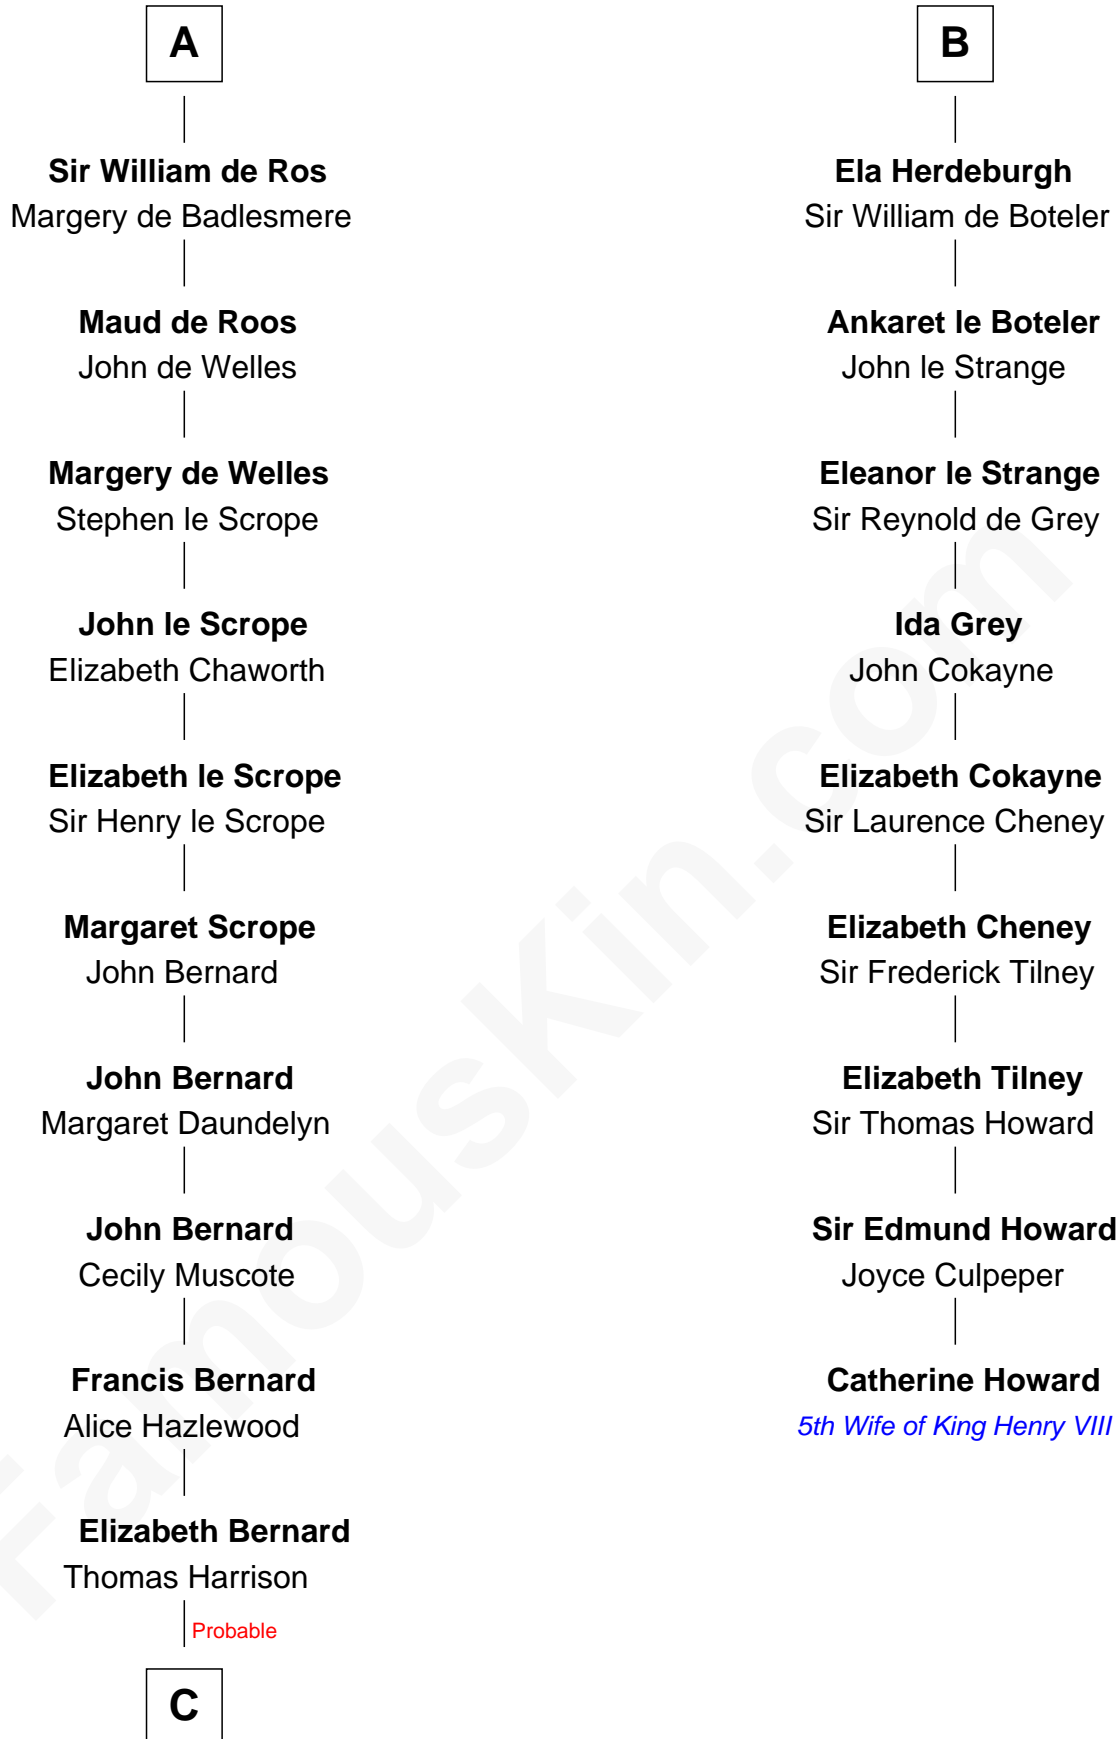 A
Sir William de Ros
Margery de Badlesmere
Maud de Roos
John de Welles
Margery de Welles
Stephen le Scrope
John le Scrope
Elizabeth Chaworth
Elizabeth le Scrope
Sir Henry le Scrope
Margaret Scrope
John Bernard
John Bernard
Margaret Daundelyn
John Bernard
Cecily Muscote
Francis Bernard
Alice Hazlewood
Elizabeth Bernard
Thomas Harrison
Probable
C
B
Ela Herdeburgh
Sir William de Boteler
Ankaret le Boteler
John le Strange
Eleanor le Strange
Sir Reynold de Grey
Ida Grey
John Cokayne
Elizabeth Cokayne
Sir Laurence Cheney
Elizabeth Cheney
Sir Frederick Tilney
Elizabeth Tilney
Sir Thomas Howard
Sir Edmund Howard
Joyce Culpeper
Catherine Howard
5th Wife of King Henry VIII
FamousKin.com